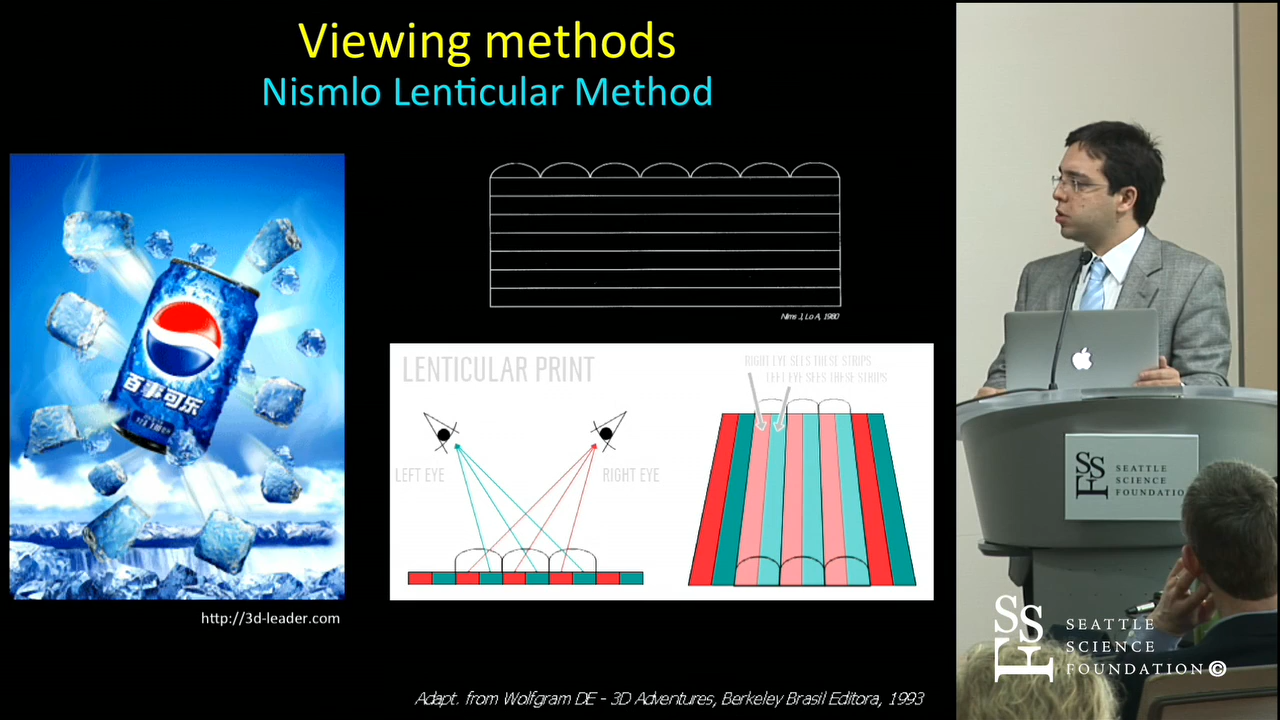 Viewing methods
Nismlo Lenticular Method
百事可乐
http://3d-leader.com
Nims J, Lo A, 1980
LENTICULAR PRINT
LEFT EYE
RIGHT EYE
RIGHT EYE SETS THESE STRIPS
LEFT EYE SEES THESE STRIPS
Adapt. from Wolfgram DE - 3D Adventures, Berkeley Brasil Editora, 1993
SSF
SEATTLE
SCIENCE
FOUNDATION
SSF
SEATTLE
SCIENCE
FOUNDATION©